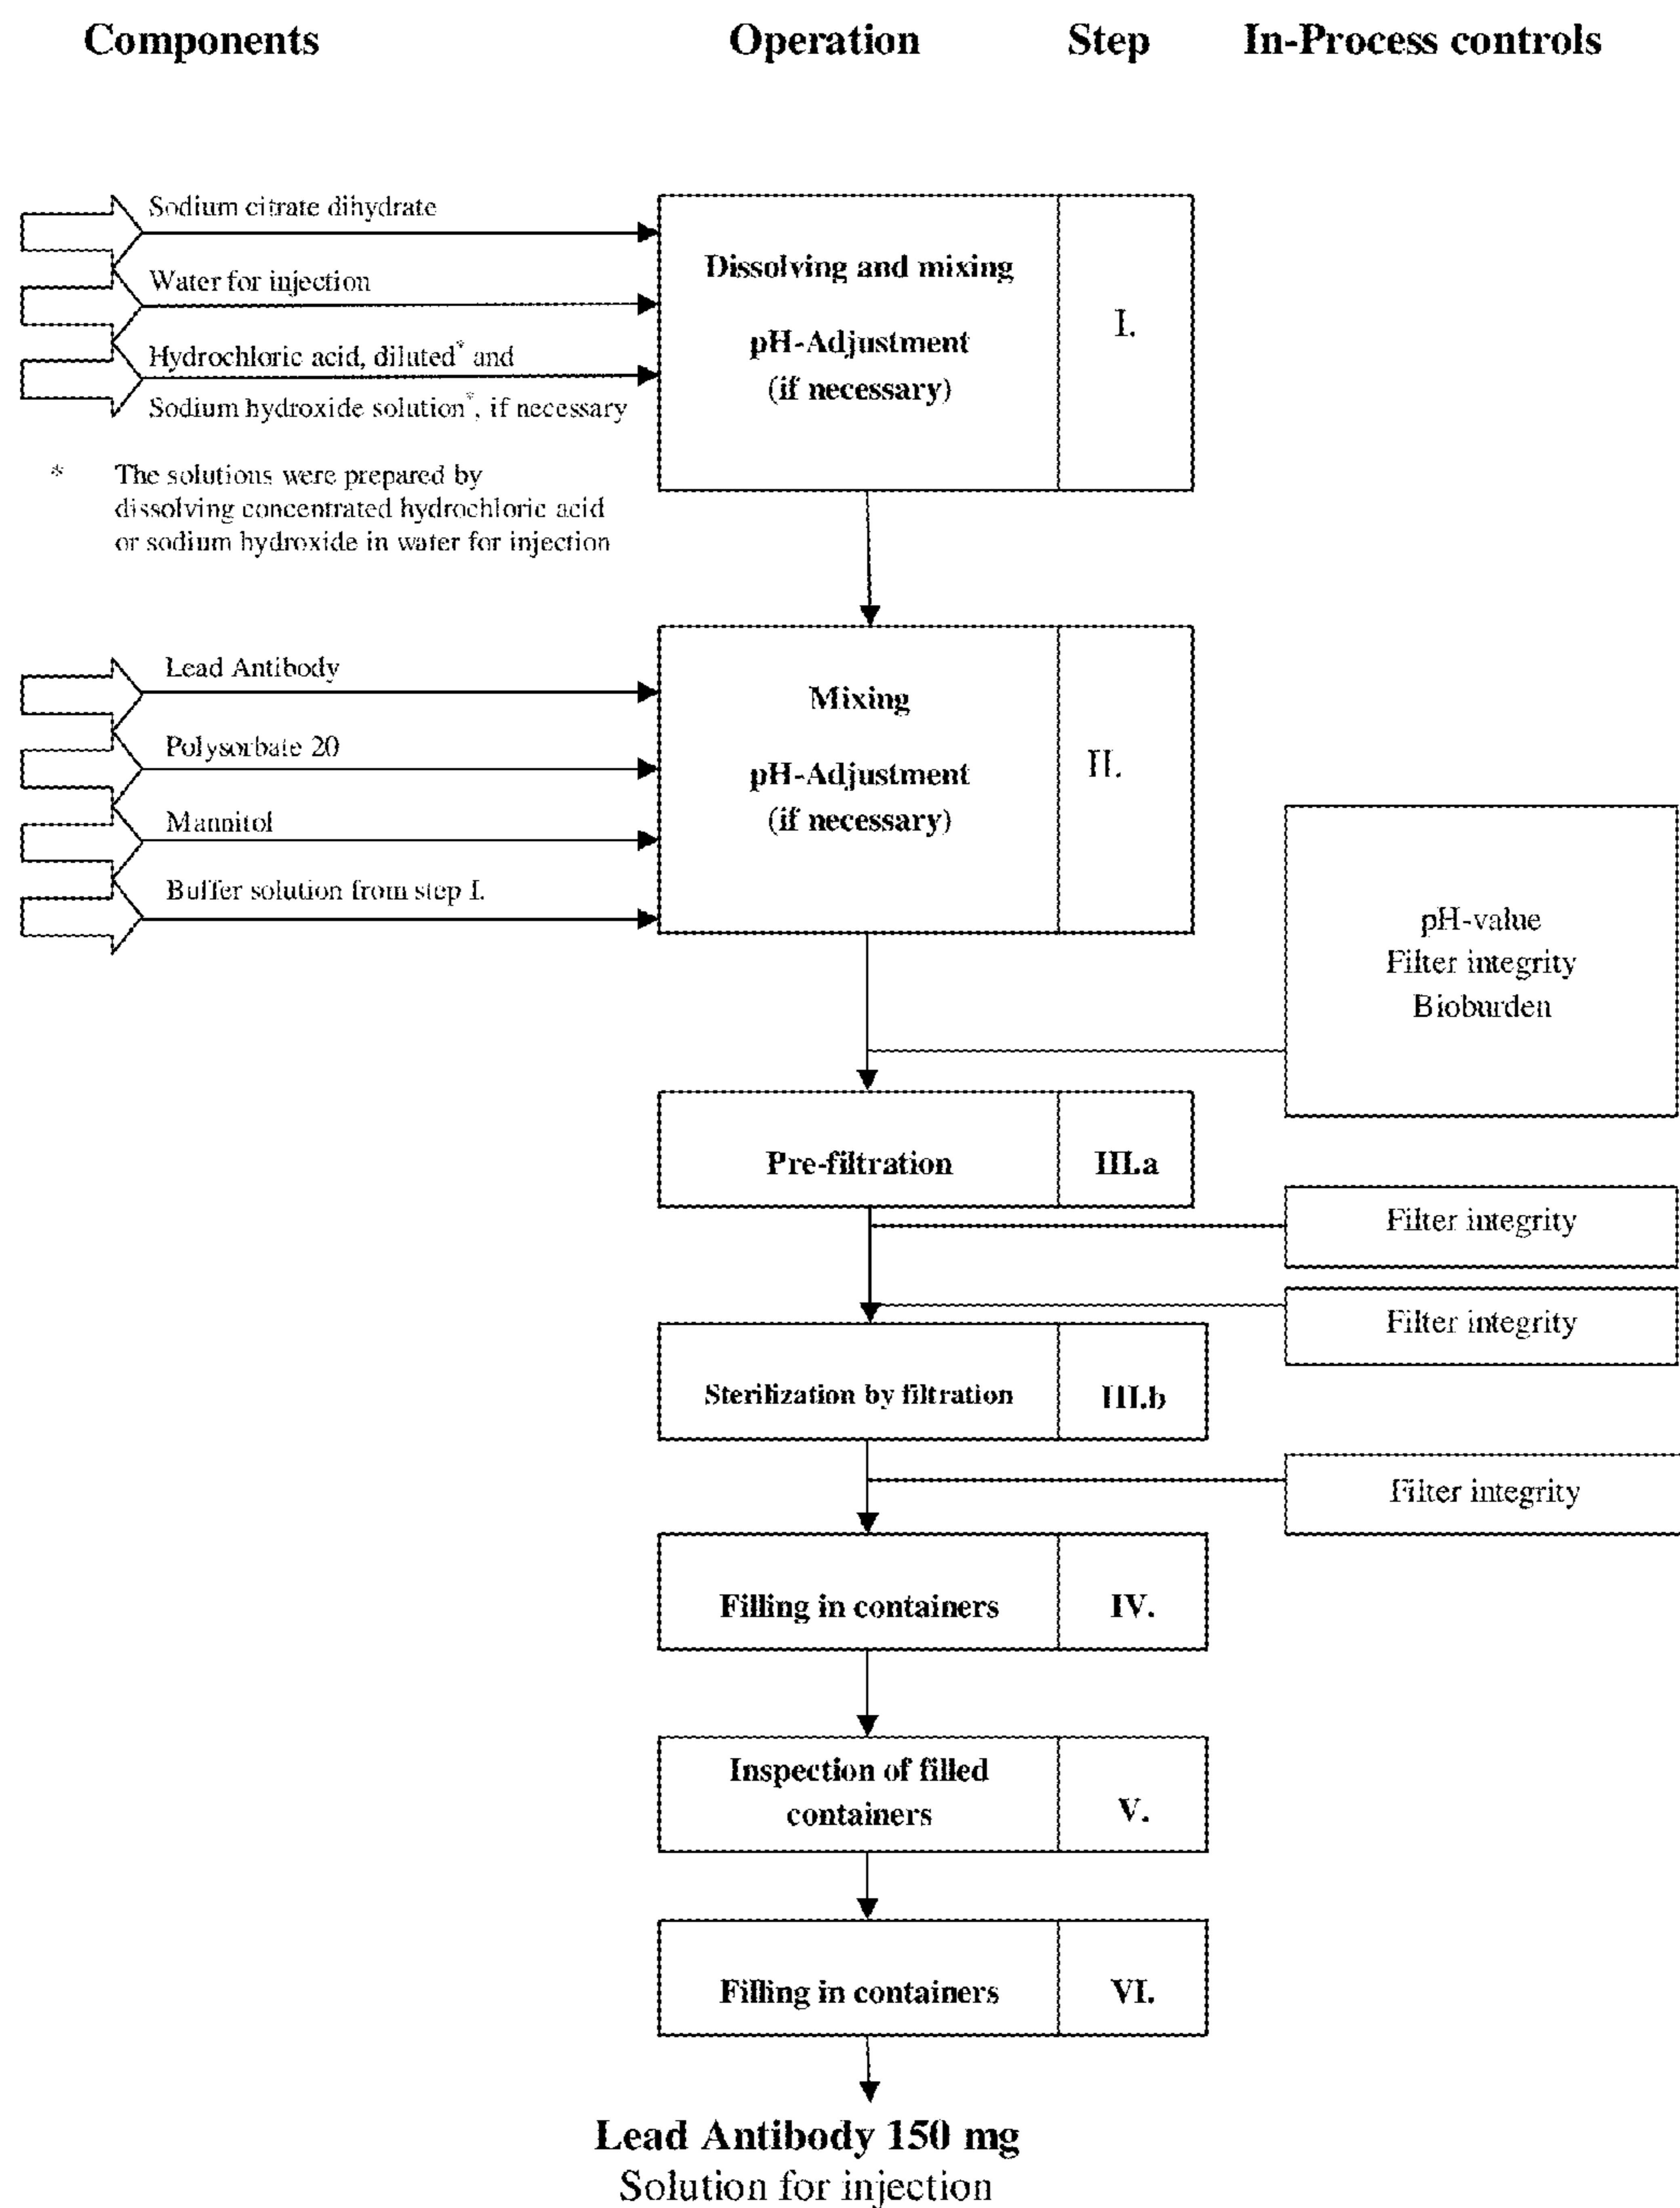 Components Operation Step In-Process controls
Sodium citrate dihydrate
Water for injection
Hydrochloric acid, diluted* and
Sodium hydroxide solution*, if necessary
* The solutions were prepared by
dissolving concentrated hydrochloric acid
or sodium hydroxide in water for injection
Dissolving and mixing
pH-Adjustment
(if necessary)
I.
Lead Antibody
Polysorbate 20
Mannitol
Buffer solution from step I.
Mixing
pH-Adjustment
(if necessary)
II.
pH-value
Filter integrity
Bioburden
Pre-filtration III.a
Filter integrity
Filter integrity
Sterilization by filtration III.b
Filter integrity
Filling in containers IV.
Inspection of filled
containers
V.
Filling in containers VI.
Lead Antibody 150 mg
Solution for injection